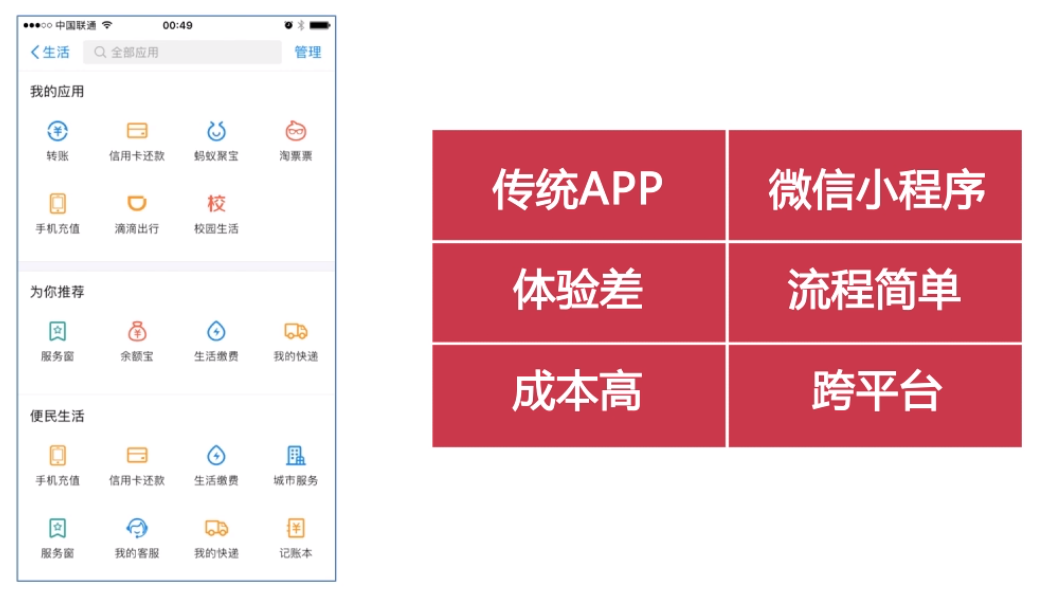 中国联通 00:49
生活 全部应用 管理
我的应用
转账 信用卡还款 蚂蚁聚宝 淘票票
校
手机充值 滴滴出行 校园生活
为你推荐
服务窗 余额宝 生活缴费 我的快递
便民生活
手机充值 信用卡还款 生活缴费 城市服务
服务窗 我的客服 我的快递 记账本
传统APP 微信小程序
体验差 流程简单
成本高 跨平台